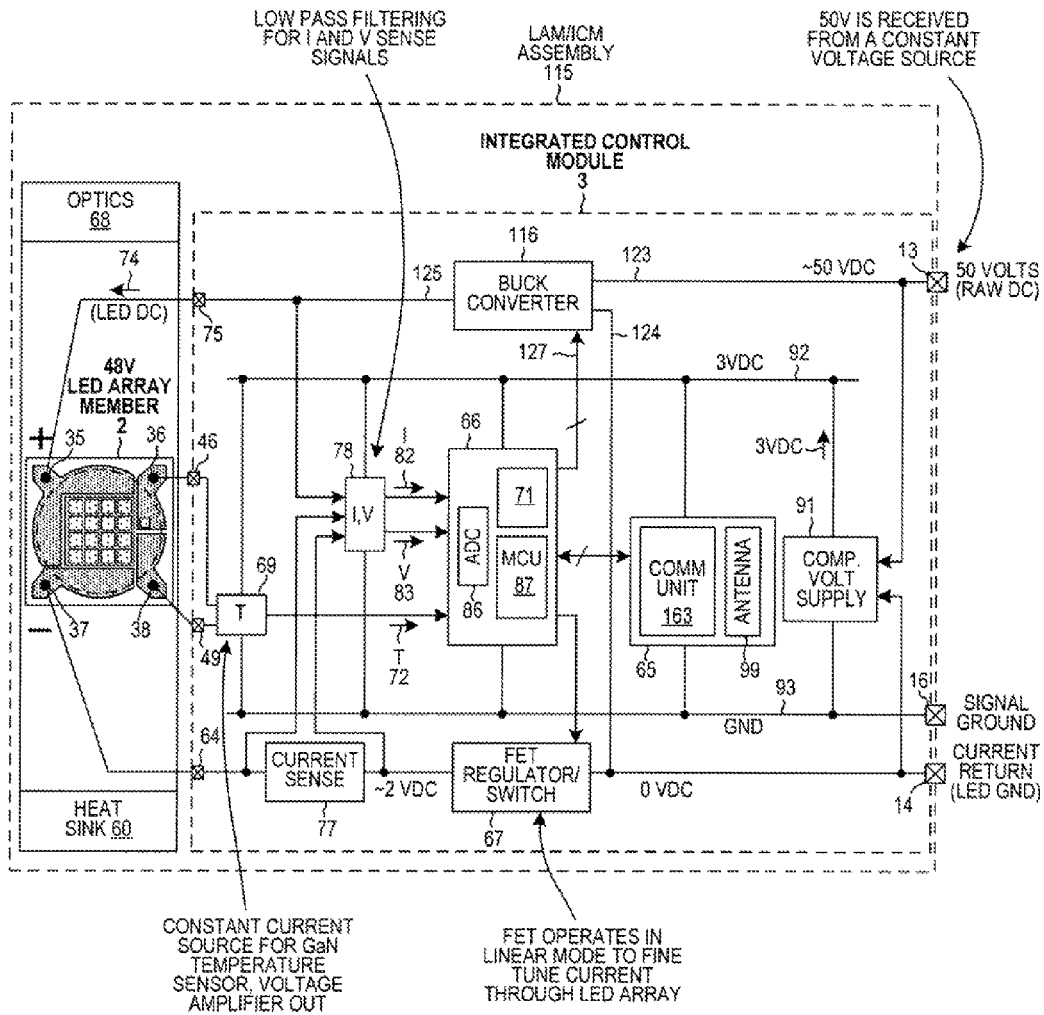 LOW PASS FILTERING
FOR I AND V SENSE
SIGNALS
LAM/ICM
ASSEMBLY
115
50V IS RECEIVED
FROM A CONSTANT
VOLTAGE SOURCE
INTEGRATED CONTROL
MODULE
3
OPTICS
68
74
(LED DC)
75
125
116
BUCK
CONVERTER
123
~50 VDC
13
50 VOLTS
(RAW DC)
127
124
3VDC
92
48V
LED ARRAY
MEMBER
2
+
35
36
46
78
I,V
I
82
V
83
66
71
ADC
86
MCU
87
3VDC
91
COMP.
VOLT
SUPPLY
COMM
UNIT
163
ANTENNA
65
99
69
T
T
72
–
37
38
49
93
GND
16
SIGNAL
GROUND
64
CURRENT
SENSE
77
~2 VDC
FET
REGULATOR/
SWITCH
67
0 VDC
14
CURRENT
RETURN
(LED GND)
HEAT
SINK 60
CONSTANT CURRENT
SOURCE FOR GaN
TEMPERATURE
SENSOR, VOLTAGE
AMPLIFIER OUT
FET OPERATES IN
LINEAR MODE TO FINE
TUNE CURRENT
THROUGH LED ARRAY